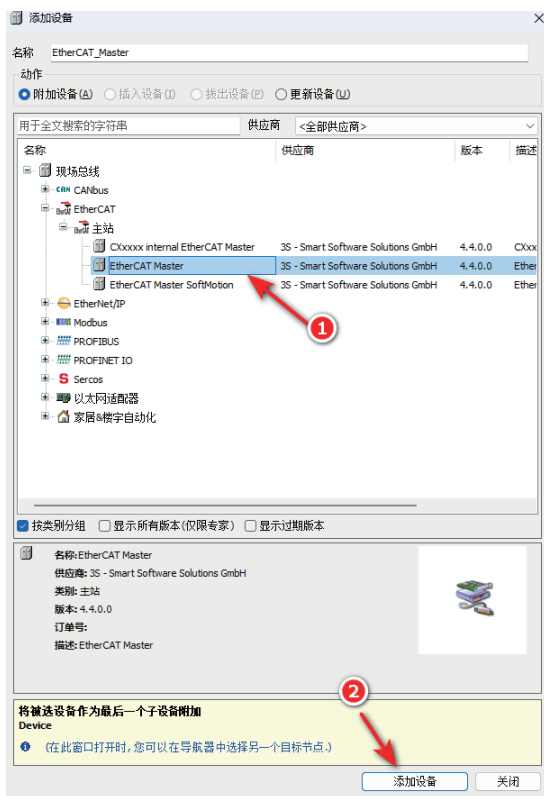 添加设备
名称 EtherCAT_Master
动作
附加设备(A) 插入设备(I) 拔出设备(P) 更新设备(U)
用于全文搜索的字符串 供应商 <全部供应商>
名称 供应商 版本 描述
现场总线
CAN CANbus
EtherCAT
主站
CXxxxx internal EtherCAT Master 3S - Smart Software Solutions GmbH 4.4.0.0 CXxx
EtherCAT Master 3S - Smart Software Solutions GmbH 4.4.0.0 Ether
EtherCAT Master SoftMotion 3S - Smart Software Solutions GmbH 4.4.0.0 Ether
EtherNet/IP
Modbus
PROFIBUS
PROFINET IO
S Sercos
以太网适配器
家居&楼宇自动化
1
按类别分组 显示所有版本(仅限专家) 显示过期版本
名称: EtherCAT Master
供应商: 3S - Smart Software Solutions GmbH
类别: 主站
版本: 4.4.0.0
订单号:
描述: EtherCAT Master
2
将被选设备作为最后一个子设备附加
Device
(在此窗口打开时,您可以在导航器中选择另一个目标节点.)
添加设备 关闭